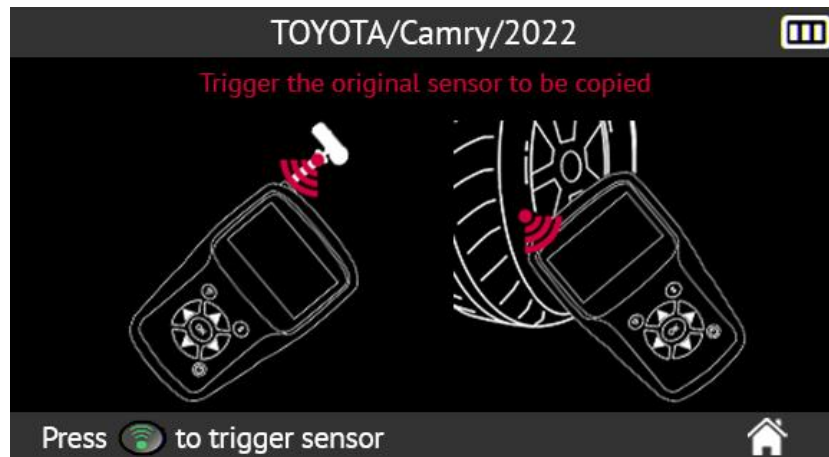 TOYOTA/Camry/2022
Trigger the original sensor to be copied
Press to trigger sensor